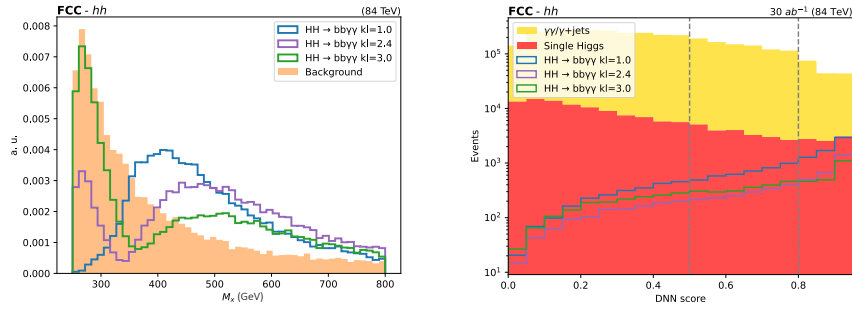 FCC - hh (84 TeV)
HH → bbγγ kl=1.0
HH → bbγγ kl=2.4
HH → bbγγ kl=3.0
Background
a. u.
0.008
0.007
0.006
0.005
0.004
0.003
0.002
0.001
0.000
300 400 500 600 700 800
Mₓ (GeV)
FCC - hh 30 ab⁻¹ (84 TeV)
γγ/γ+jets
Single Higgs
HH → bbγγ kl=1.0
HH → bbγγ kl=2.4
HH → bbγγ kl=3.0
Events
10⁵
10⁴
10³
10²
10¹
0.0 0.2 0.4 0.6 0.8
DNN score